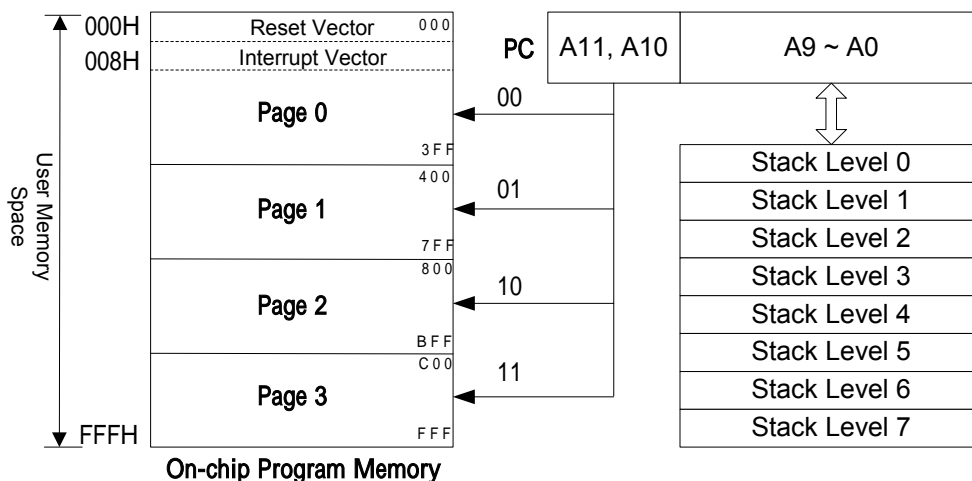 000H
Reset Vector
000
008H
Interrupt Vector
PC
A11, A10
A9 ~ A0
Page 0
00
3FF
400
Page 1
01
7FF
800
Page 2
10
BFF
C00
Page 3
11
FFFH
FFF
User Memory
Space
On-chip Program Memory
Stack Level 0
Stack Level 1
Stack Level 2
Stack Level 3
Stack Level 4
Stack Level 5
Stack Level 6
Stack Level 7